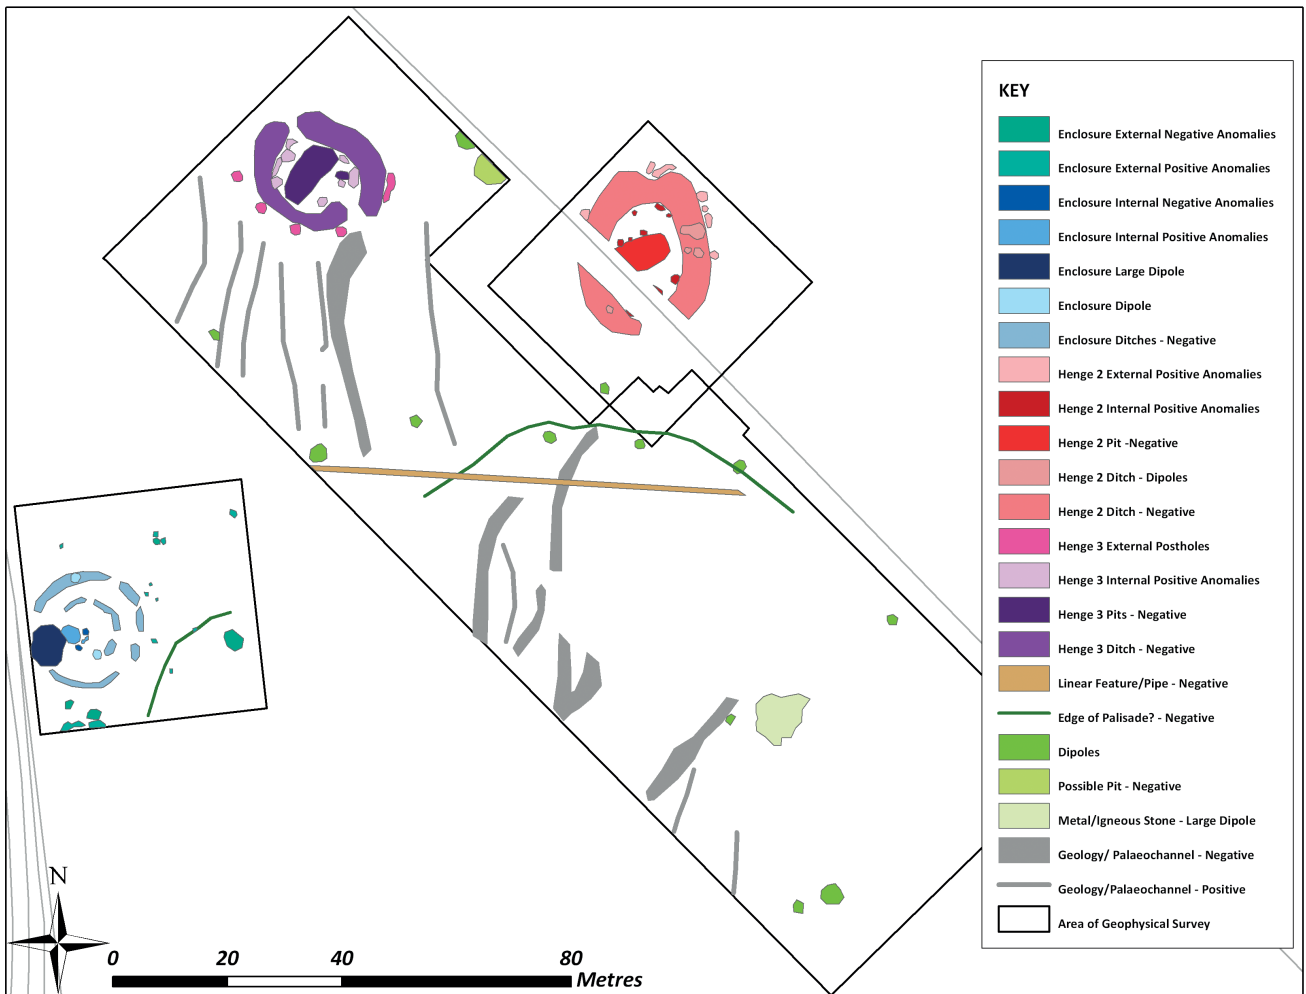 KEY
Enclosure External Negative Anomalies
Enclosure External Positive Anomalies
Enclosure Internal Negative Anomalies
Enclosure Internal Positive Anomalies
Enclosure Large Dipole
Enclosure Dipole
Enclosure Ditches - Negative
Henge 2 External Positive Anomalies
Henge 2 Internal Positive Anomalies
Henge 2 Pit -Negative
Henge 2 Ditch - Dipoles
Henge 2 Ditch - Negative
Henge 3 External Postholes
Henge 3 Internal Positive Anomalies
Henge 3 Pits - Negative
Henge 3 Ditch - Negative
Linear Feature/Pipe - Negative
Edge of Palisade? - Negative
Dipoles
Possible Pit - Negative
Metal/Igneous Stone - Large Dipole
Geology/ Palaeochannel - Negative
Geology/Palaeochannel - Positive
Area of Geophysical Survey
N
0 20 40 80
Metres